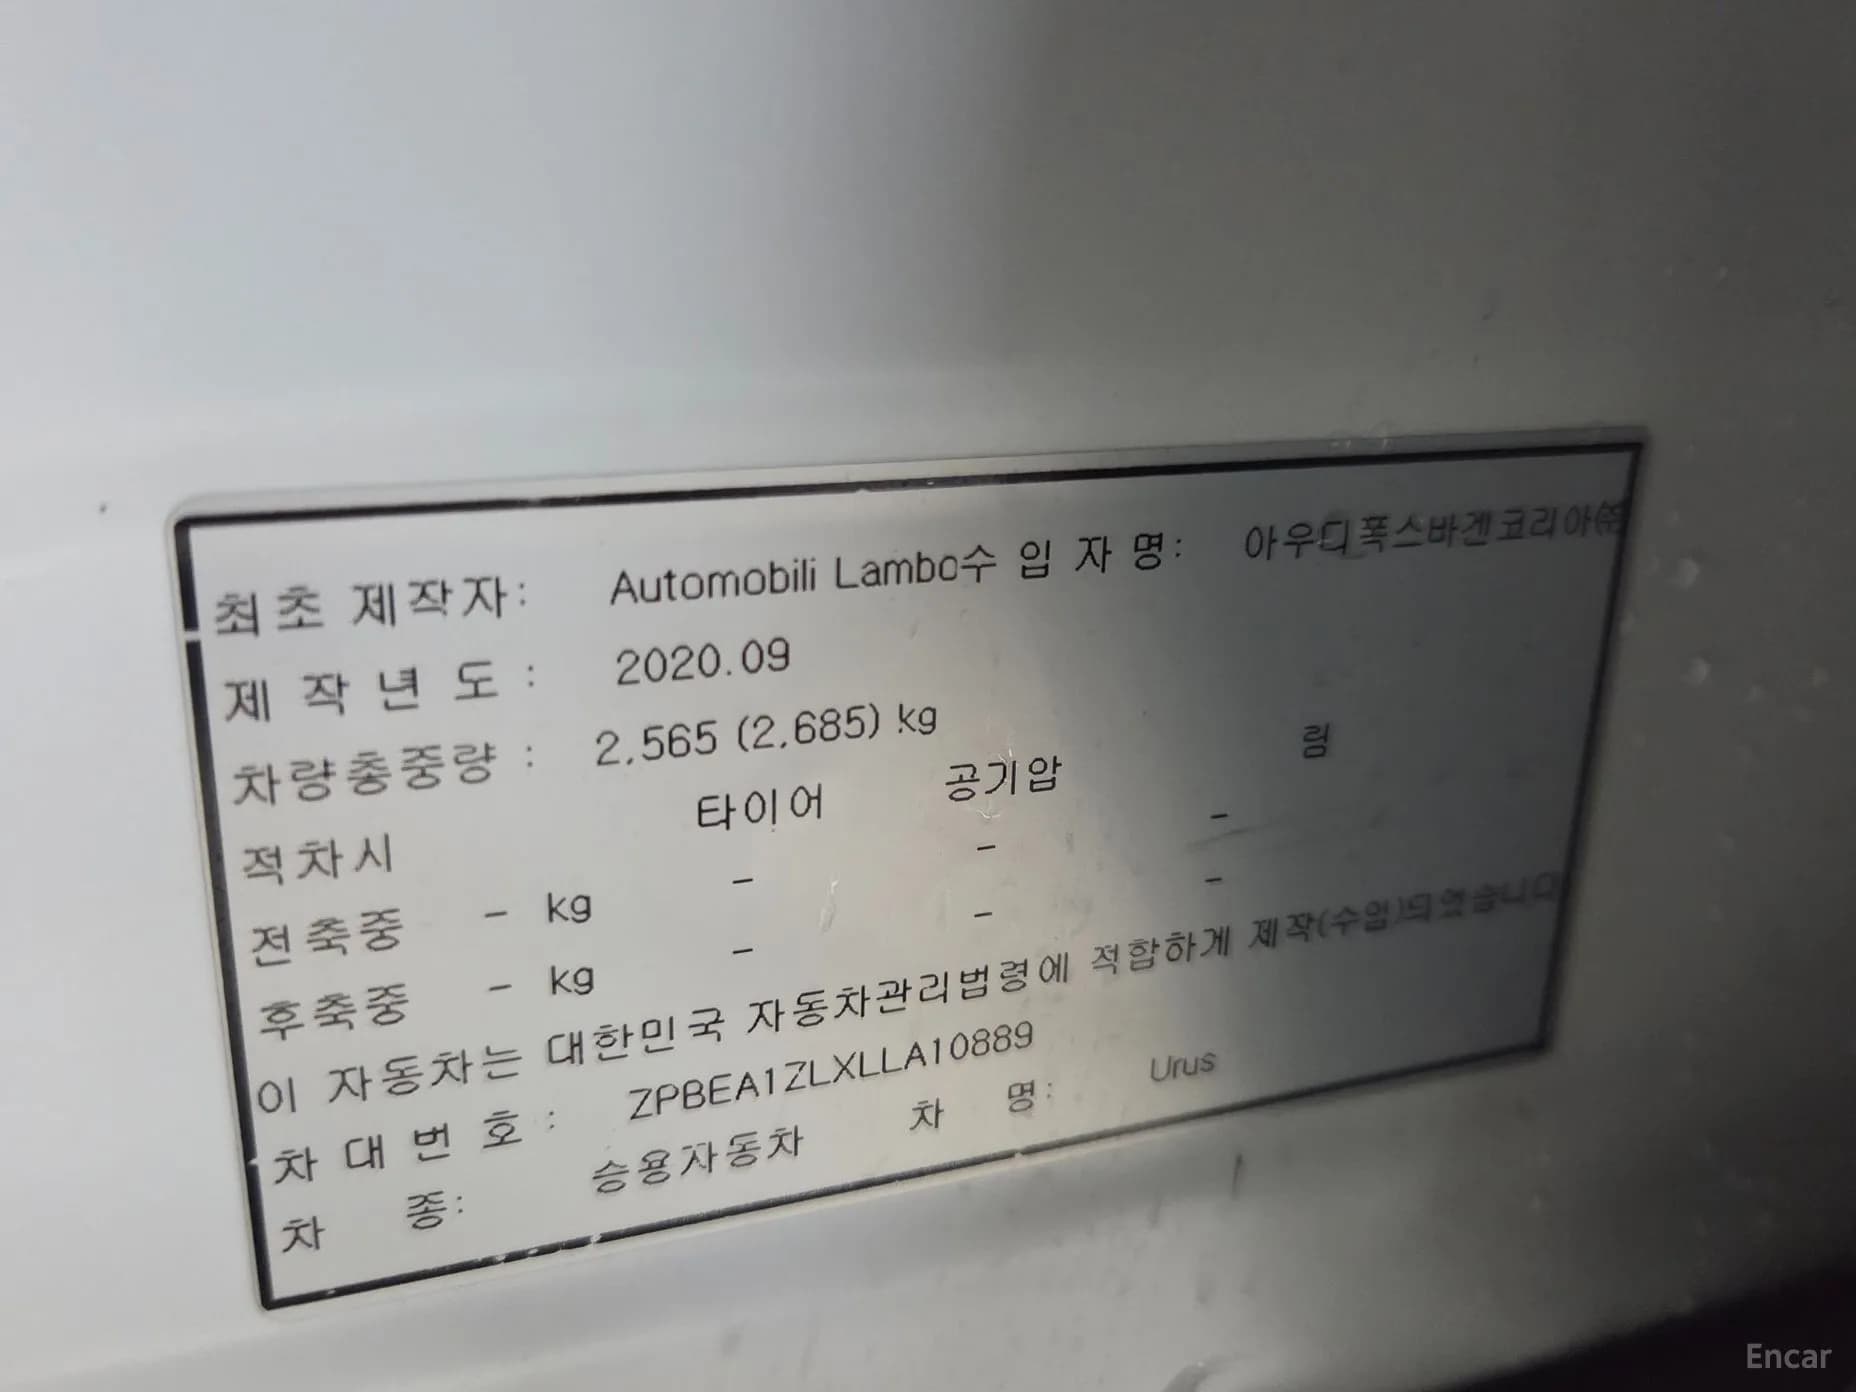 최초 제작자: Automobili Lambo수 입 자 명: 아우디폭스바겐코리아㈜
제 작 년 도 : 2020.09
차량총중량 : 2,565 (2,685) kg
적차시 타이어 공기압 림
전축중 - kg - - -
후축중 - kg - - -
이 자동차는 대한민국 자동차관리법령에 적합하게 제작(수입)되었습니다
차 대 번 호 : ZPBEA1ZLXLLA10889
차 종: 승용자동차 차 명: Urus
Encar